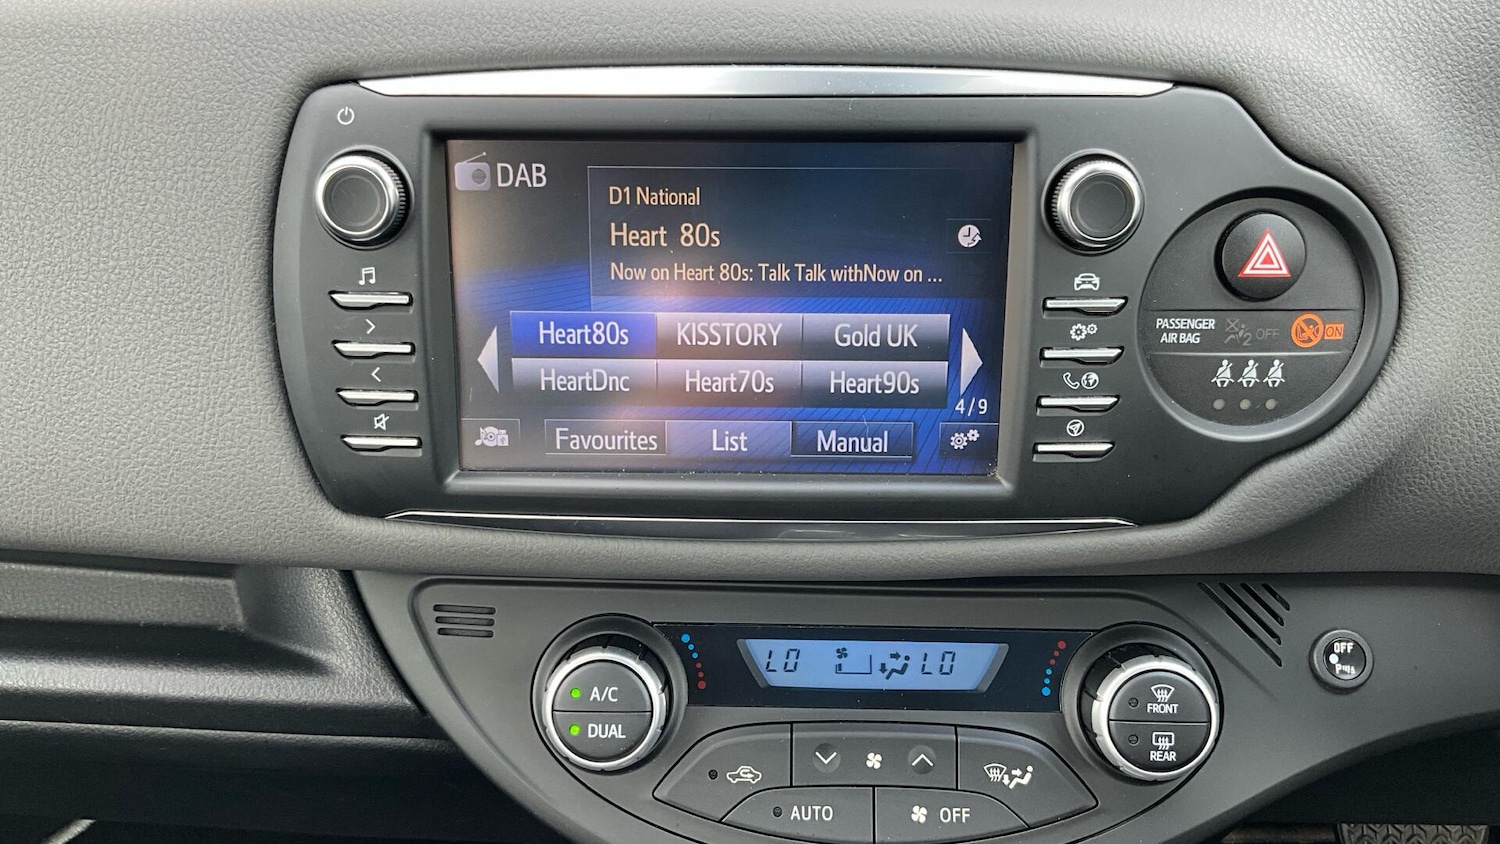 DAB
D1 National
Heart 80s
Now on Heart 80s: Talk Talk withNow on ...
Heart80s KISSTORY Gold UK
HeartDnc Heart70s Heart90s
4/9
Favourites List Manual
PASSENGER
AIR BAG
2 OFF
ON
LO LO
OFF
A/C
DUAL
FRONT
REAR
AUTO
OFF